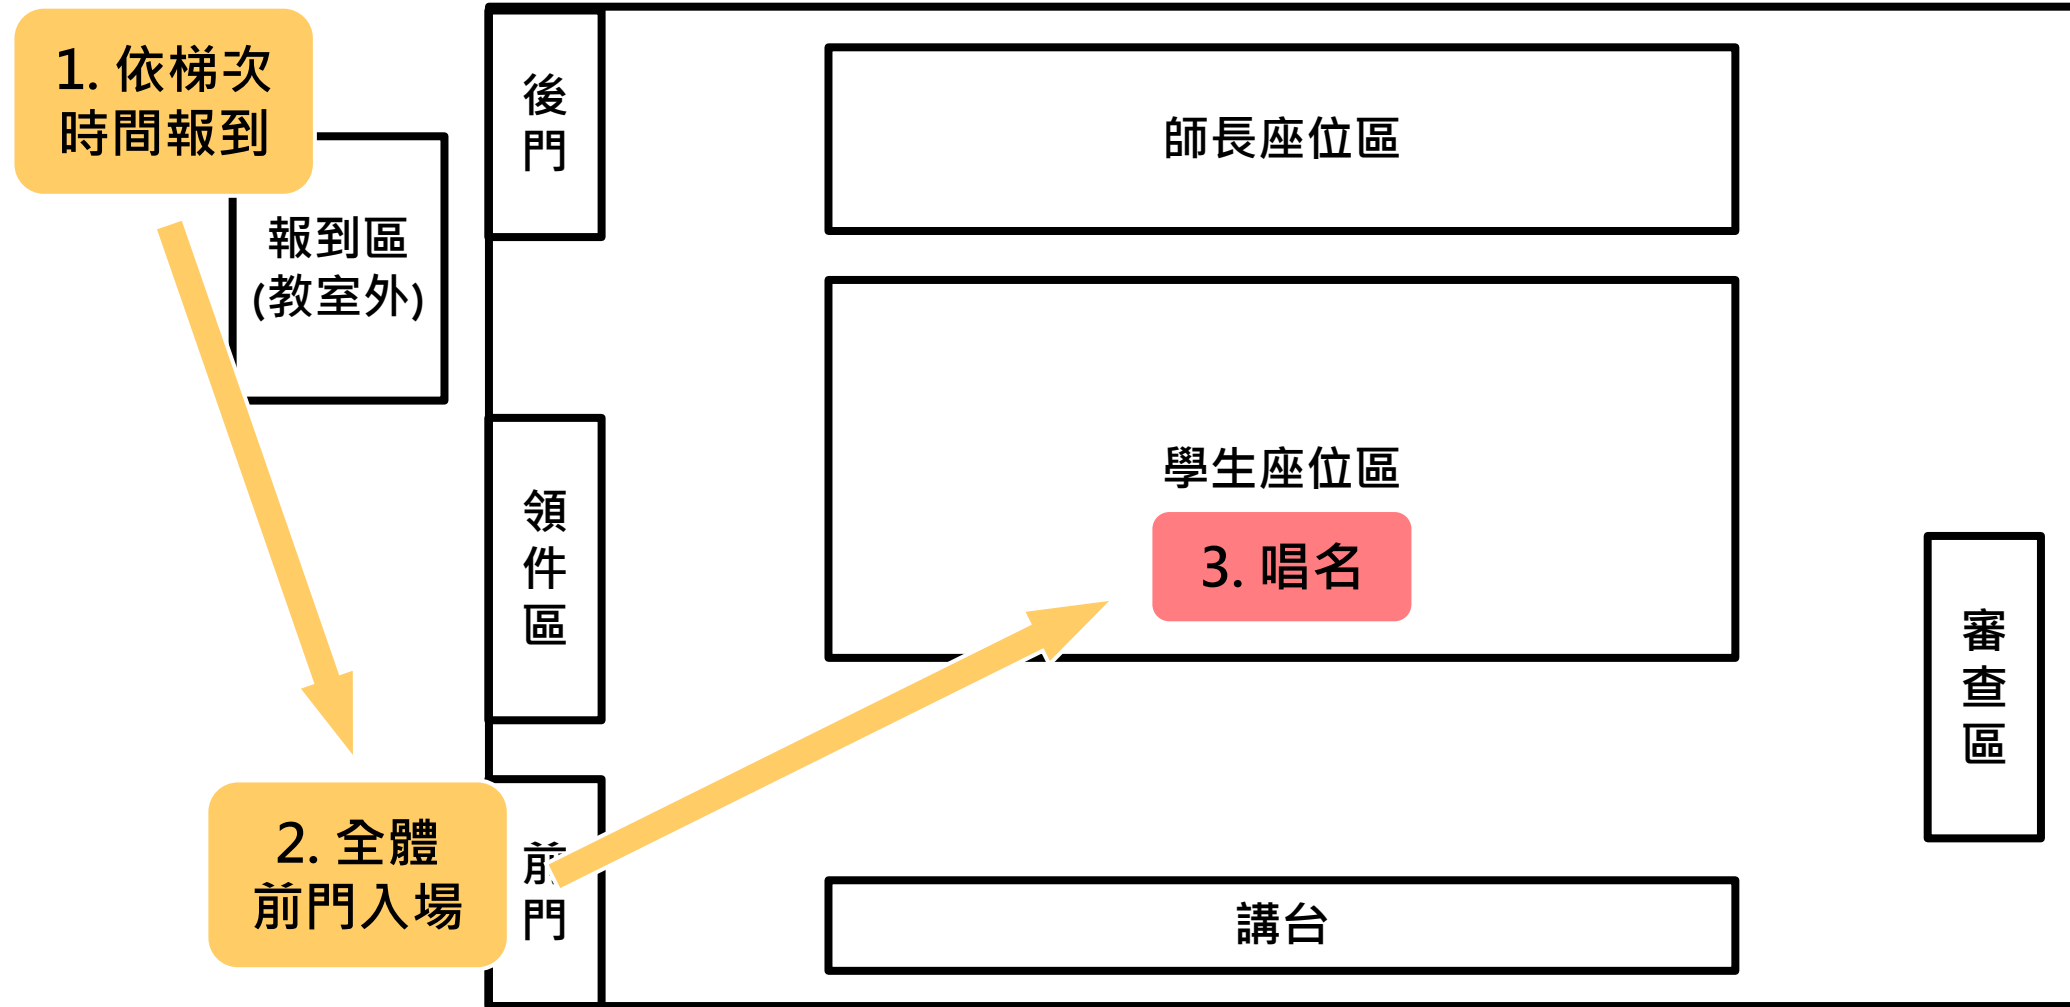 1. 依梯次
時間報到
報到區
(教室外)
後
門
師長座位區
學生座位區
3. 唱名
領
件
區
審
查
區
2. 全體
前門入場
前
門
講台